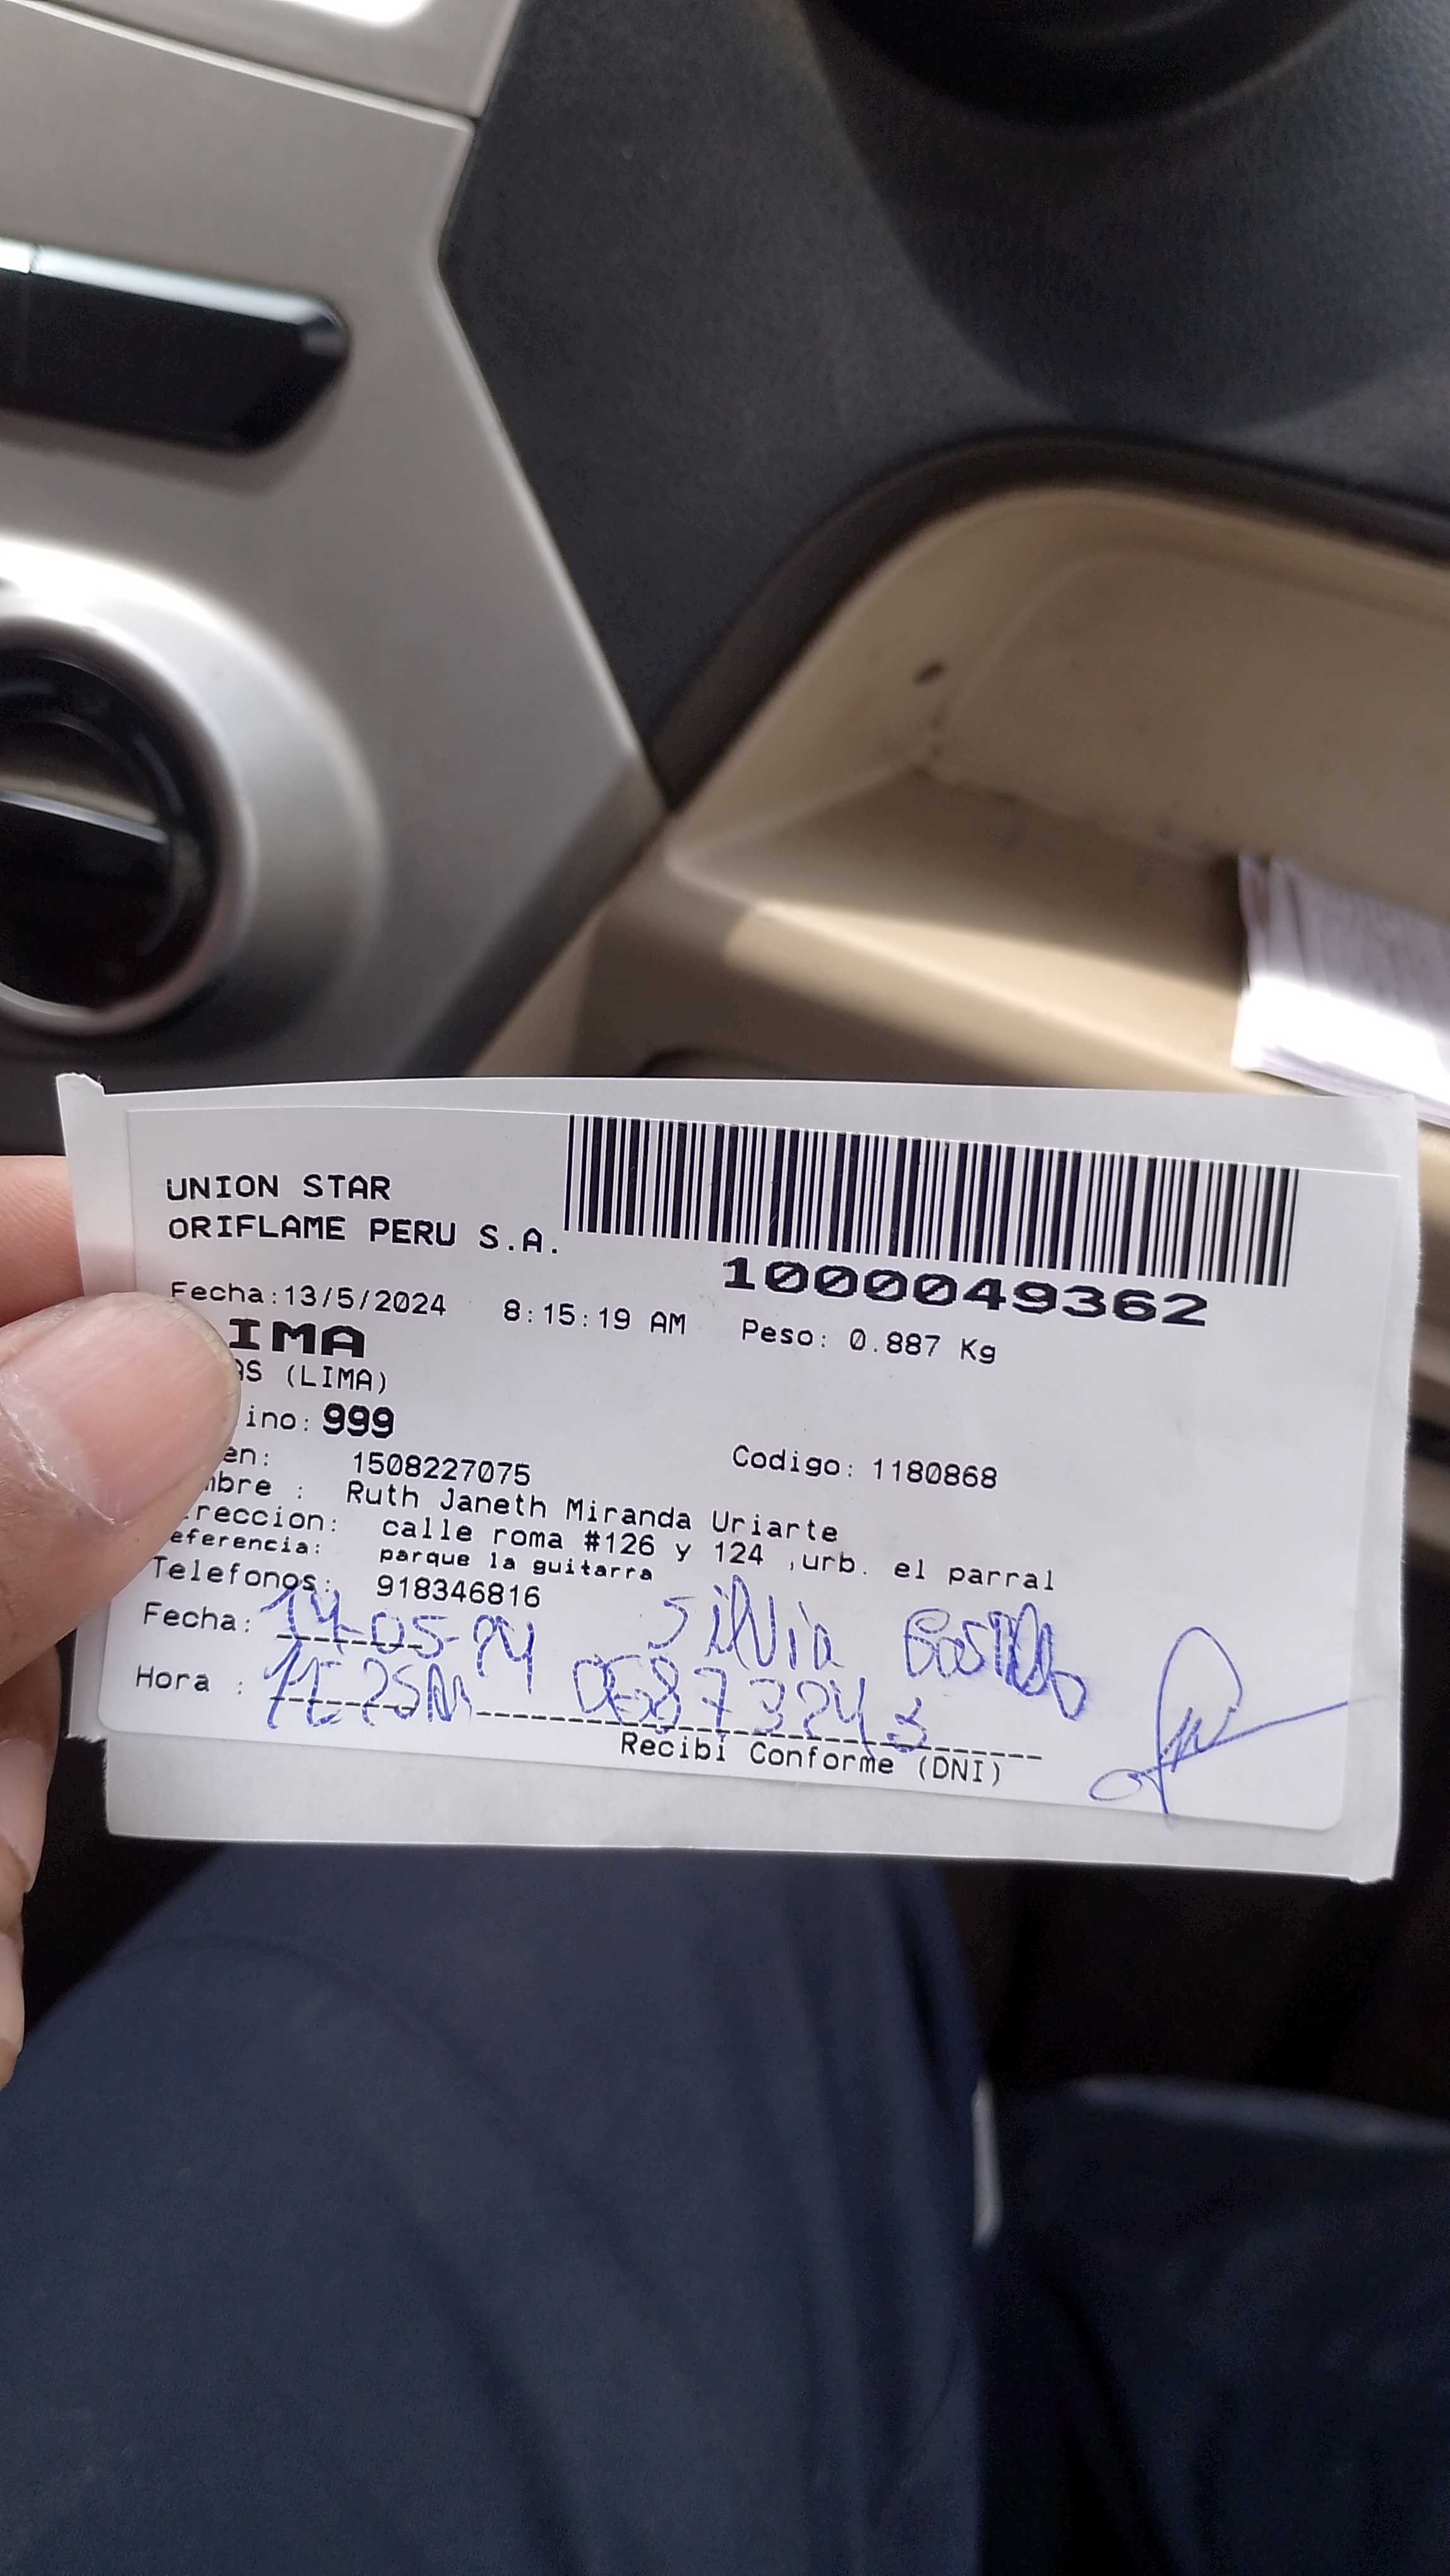 UNION STAR
ORIFLAME PERU S.A.
1000049362
Fecha:13/5/2024 8:15:19 AM Peso: 0.887 Kg
IMA
AS (LIMA)
ino: 999
en: 1508227075 Codigo: 1180868
mbre : Ruth Janeth Miranda Uriarte
reccion: calle roma #126 y 124 ,urb. el parral
eferencia: parque la guitarra
Telefonos: 918346816
Fecha: 14-05-24 Silvia
Hora :
Recibi Conforme (DNI)